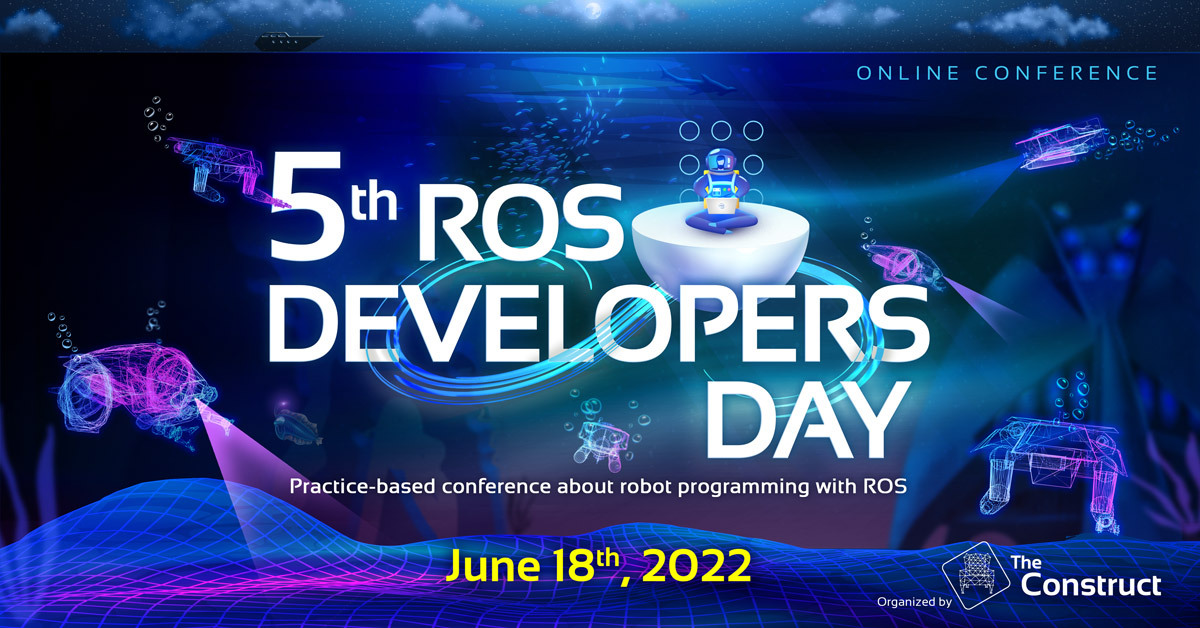 ONLINE CONFERENCE
5th ROS
DEVELOPERS
DAY
Practice-based conference about robot programming with ROS
June 18th, 2022
Organized by
The
Construct